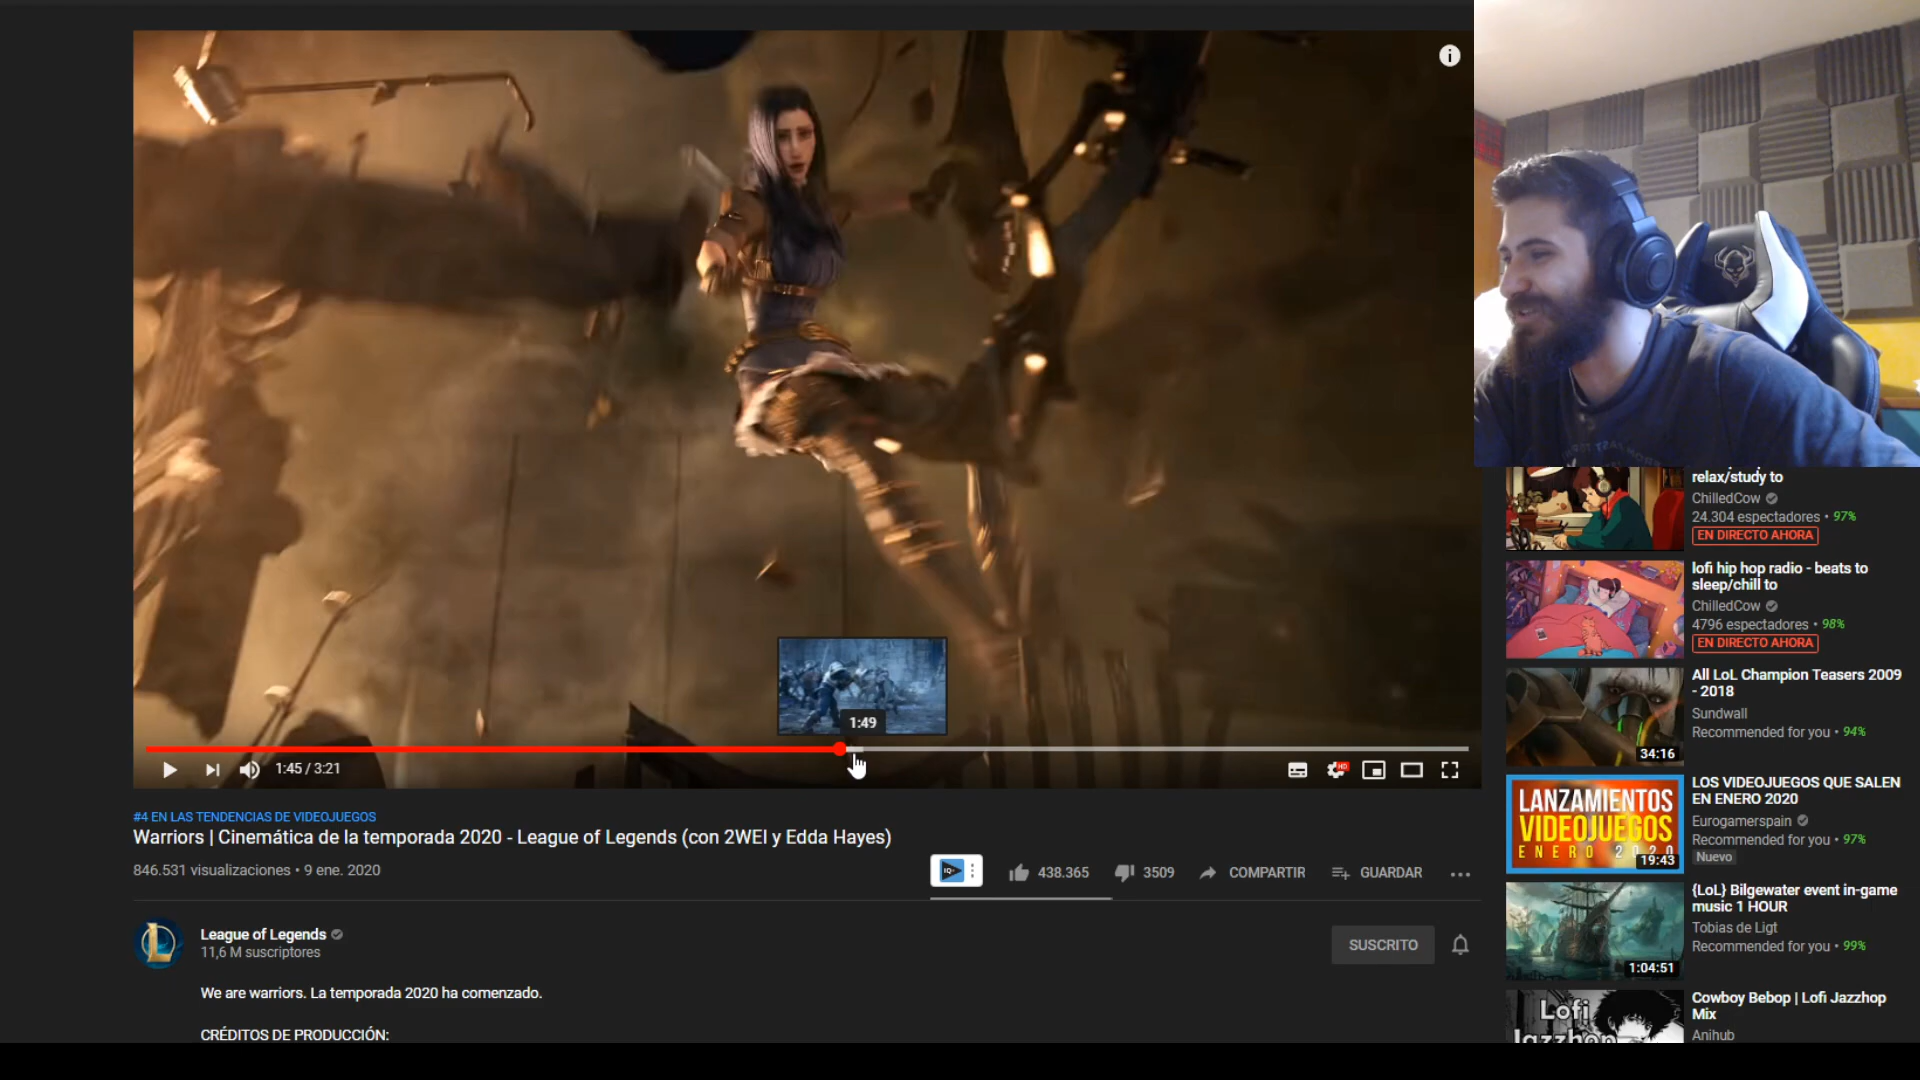 1:49
1:45 / 3:21
HD
#4 EN LAS TENDENCIAS DE VIDEOJUEGOS
Warriors | Cinemática de la temporada 2020 - League of Legends (con 2WEI y Edda Hayes)
846.531 visualizaciones • 9 ene. 2020
IQ
438.365
3509
COMPARTIR
GUARDAR
League of Legends
11,6 M suscriptores
SUSCRITO
We are warriors. La temporada 2020 ha comenzado.
CRÉDITOS DE PRODUCCIÓN:
relax/study to
ChilledCow
24.304 espectadores • 97%
EN DIRECTO AHORA
lofi hip hop radio - beats to
sleep/chill to
ChilledCow
4796 espectadores • 98%
EN DIRECTO AHORA
34:16
All LoL Champion Teasers 2009
- 2018
Sundwall
Recommended for you • 94%
LANZAMIENTOS
VIDEOJUEGOS
ENERO 2020
19:43
LOS VIDEOJUEGOS QUE SALEN
EN ENERO 2020
Eurogamerspain
Recommended for you • 97%
Nuevo
1:04:51
{LoL} Bilgewater event in-game
music 1 HOUR
Tobias de Ligt
Recommended for you • 99%
Lofi
Jazzhop
Cowboy Bebop | Lofi Jazzhop
Mix
Anihub